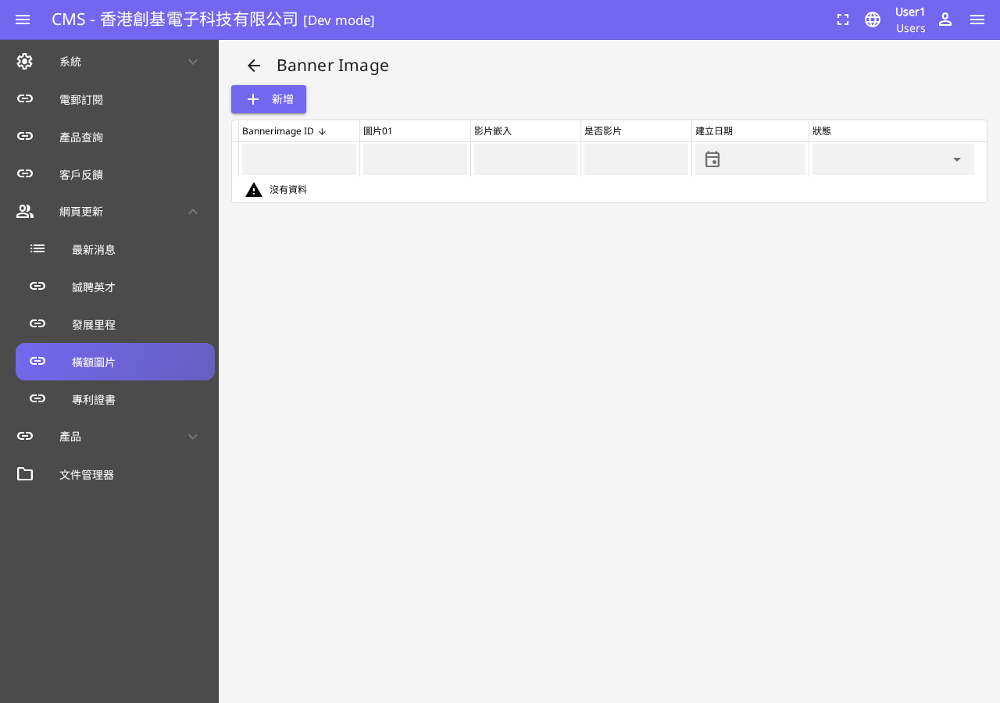 CMS - 香港創基電子科技有限公司 [Dev mode]
User1
Users
系統
電郵訂閱
產品查詢
客戶反饋
網頁更新
最新消息
誠聘英才
發展里程
橫額圖片
專利證書
產品
文件管理器
Banner Image
新增
Bannerimage ID 圖片01 影片嵌入 是否影片 建立日期 狀態
沒有資料